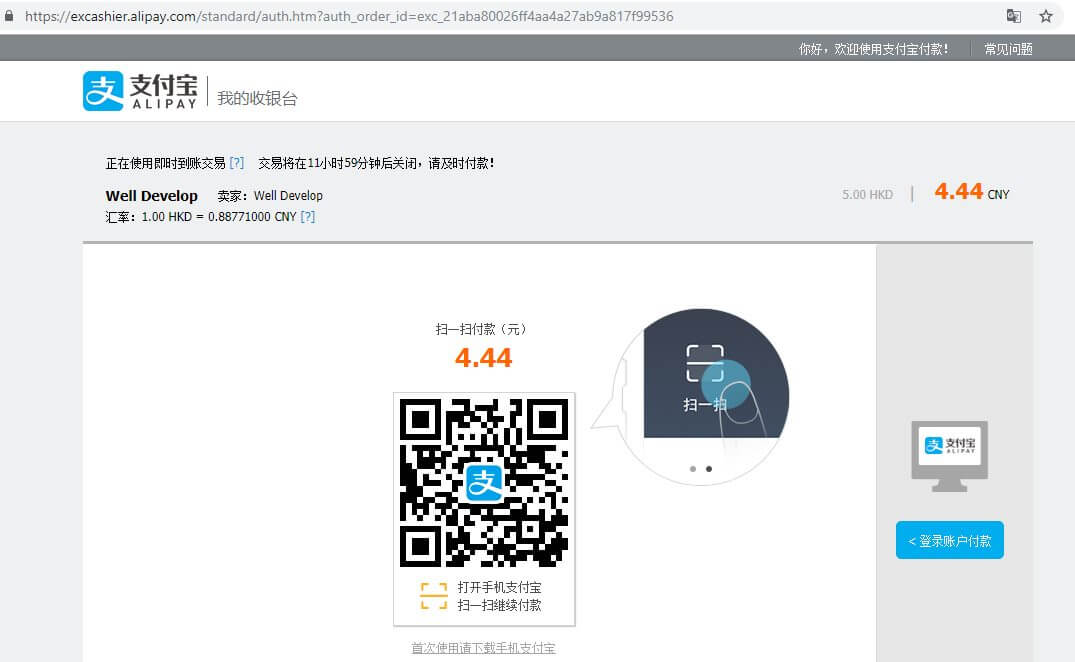 https://excashier.alipay.com/standard/auth.htm?auth_order_id=exc_21aba80026ff4aa4a27ab9a817f99536
你好，欢迎使用支付宝付款！ 常见问题
支 支付宝 ALIPAY 我的收银台
正在使用即时到账交易 [?] 交易将在11小时59分钟后关闭，请及时付款！
Well Develop 卖家：Well Develop
5.00 HKD | 4.44 CNY
汇率：1.00 HKD = 0.88771000 CNY [?]
扫一扫付款（元）
4.44
扫一扫
支
支 支付宝 ALIPAY
< 登录账户付款
打开手机支付宝
扫一扫继续付款
首次使用请下载手机支付宝